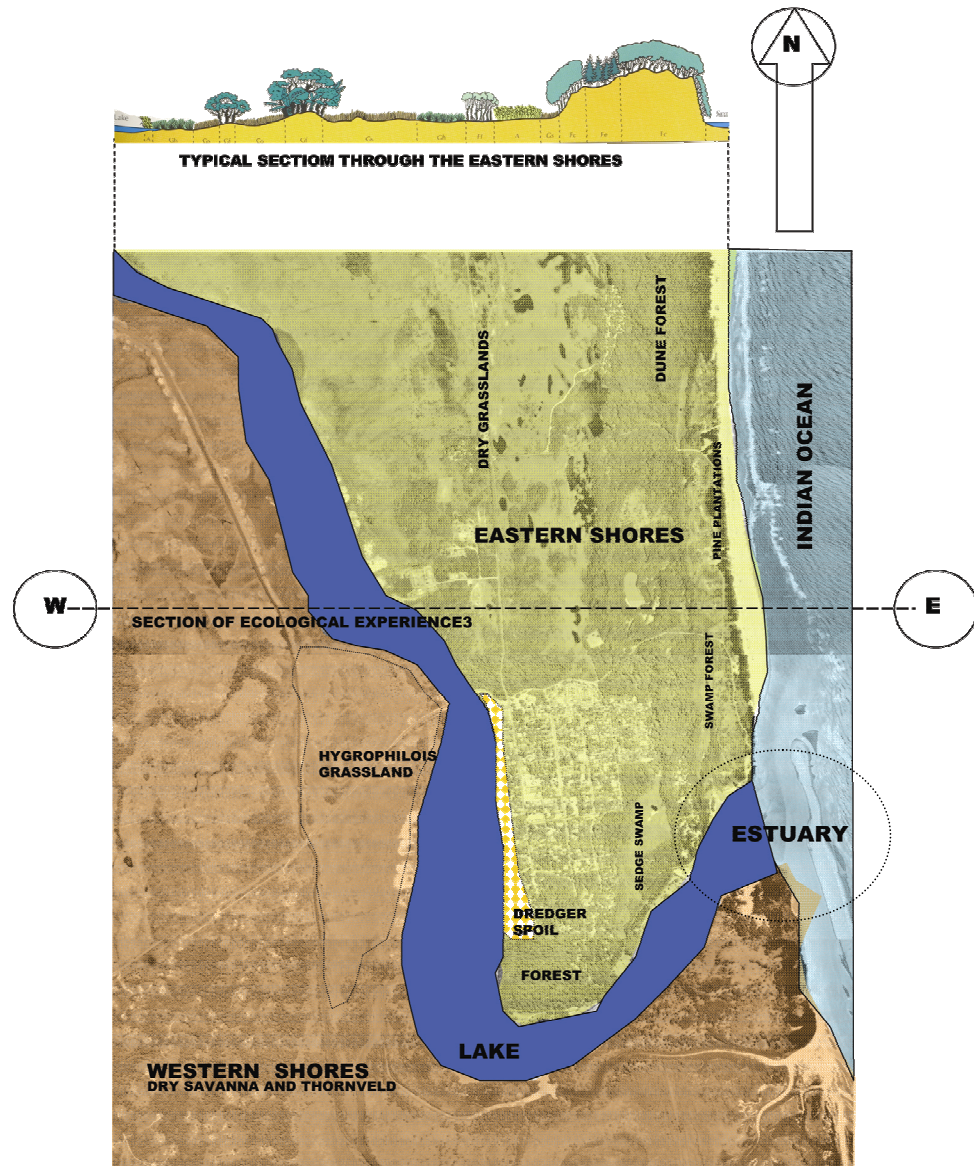 N
Lake
Sea
TYPICAL SECTIOM THROUGH THE EASTERN SHORES
DUNE FOREST
DRY GRASSLANDS
INDIAN OCEAN
PINE PLANTATIONS
EASTERN SHORES
W
E
SECTION OF ECOLOGICAL EXPERIENCE3
SWAMP FOREST
HYGROPHILOIS
GRASSLAND
ESTUARY
SEDGE SWAMP
DREDGER
SPOIL
FOREST
LAKE
WESTERN SHORES
DRY SAVANNA AND THORNVELD